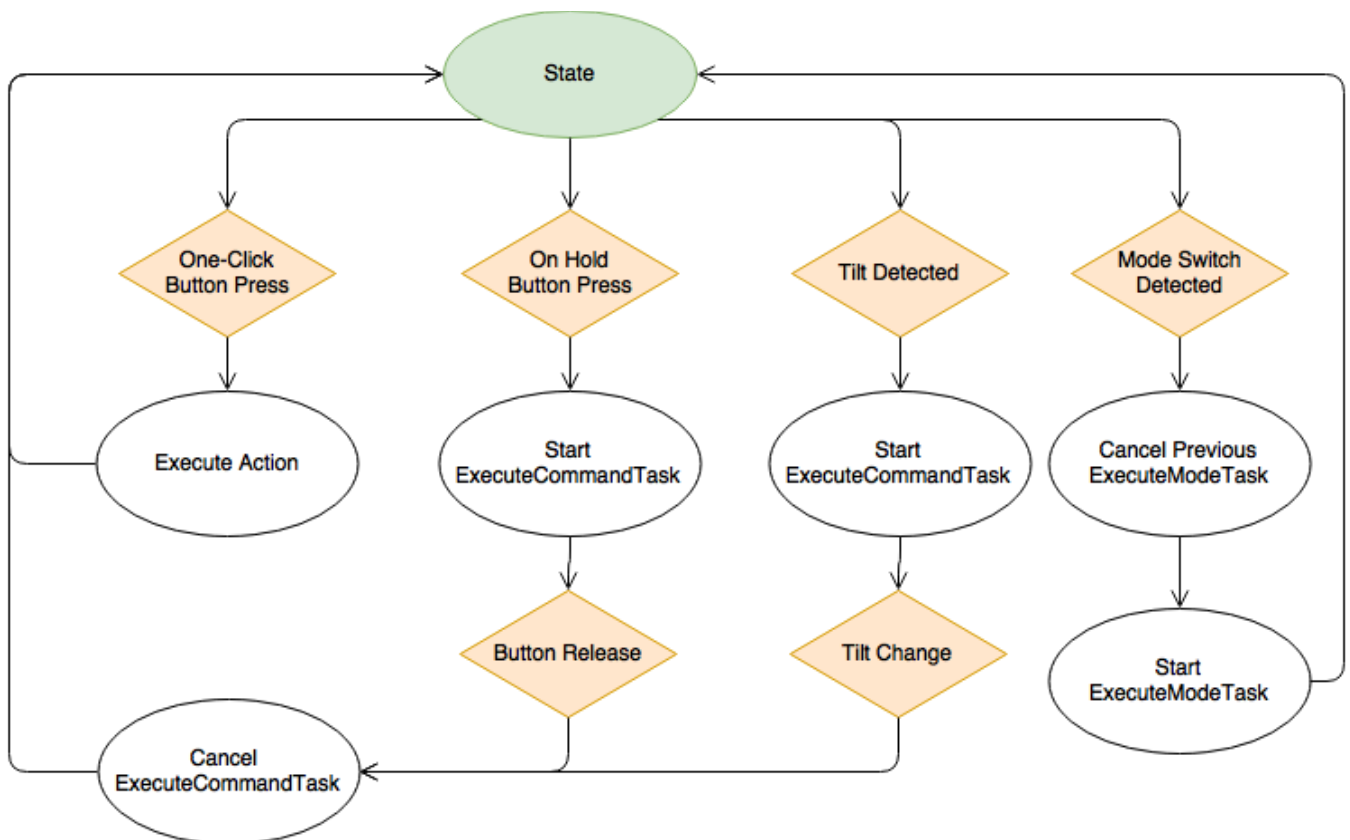 State
One-Click
Button Press
On Hold
Button Press
Tilt Detected
Mode Switch
Detected
Execute Action
Start
ExecuteCommandTask
Start
ExecuteCommandTask
Cancel Previous
ExecuteModeTask
Button Release
Tilt Change
Start
ExecuteModeTask
Cancel
ExecuteCommandTask